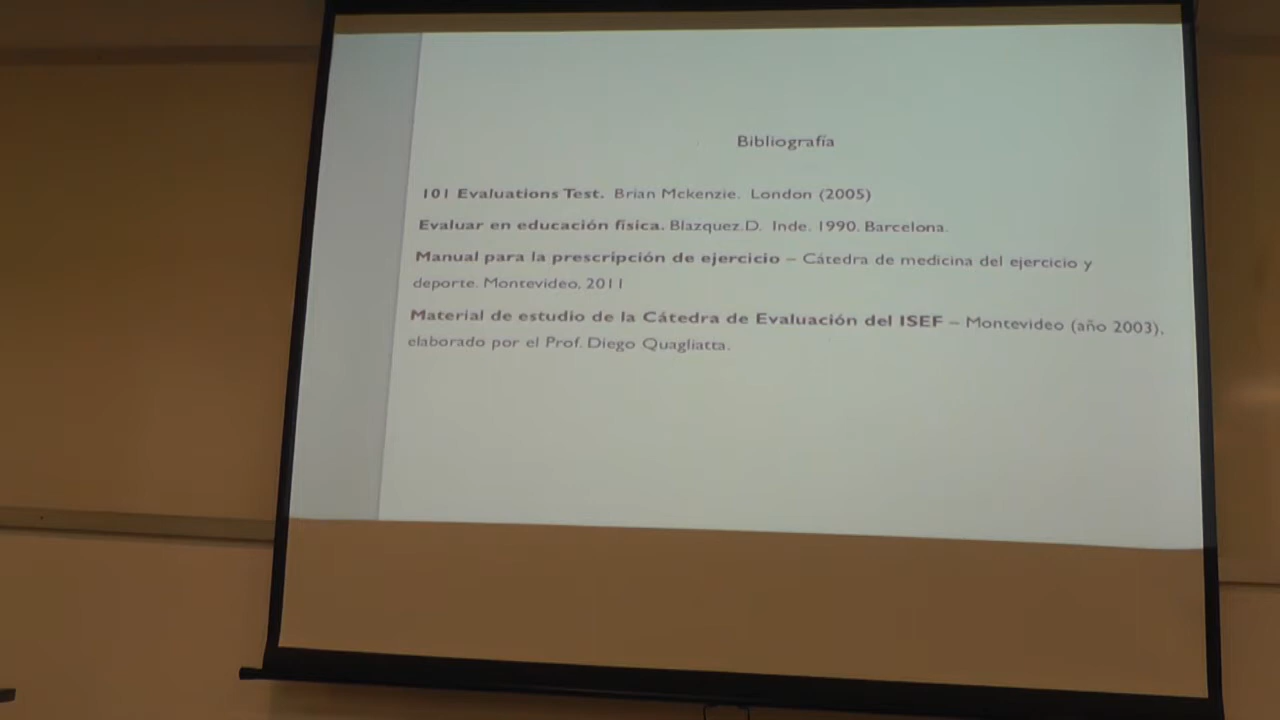 Bibliografía
101 Evaluations Test. Brian Mckenzie. London (2005)
Evaluar en educación física. Blazquez.D. Inde. 1990. Barcelona.
Manual para la prescripción de ejercicio – Cátedra de medicina del ejercicio y
deporte. Montevideo, 2011
Material de estudio de la Cátedra de Evaluación del ISEF – Montevideo (año 2003),
elaborado por el Prof. Diego Quagliatta.